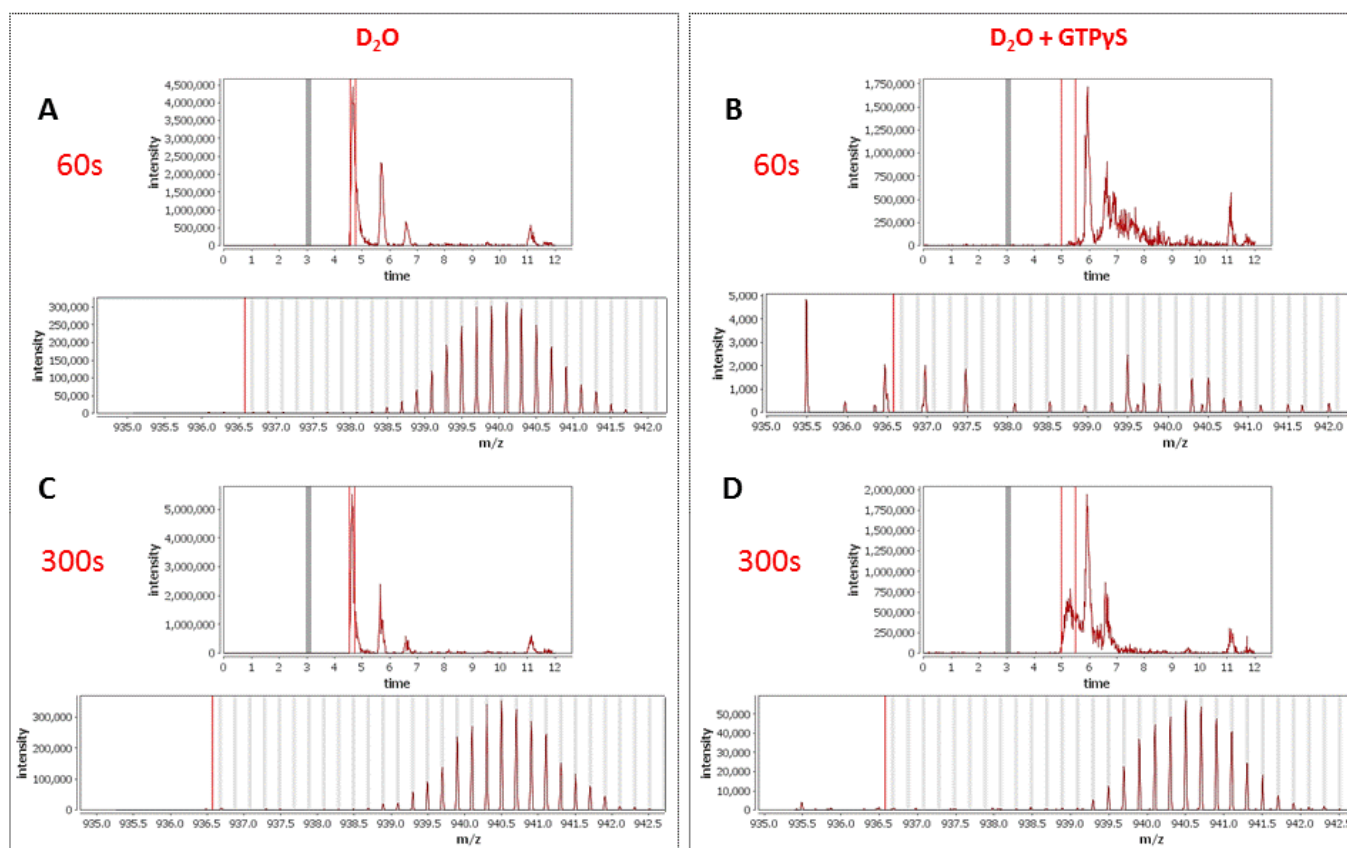 D₂O
A
60s
intensity
4,500,000
4,000,000
3,500,000
3,000,000
2,500,000
2,000,000
1,500,000
1,000,000
500,000
0
0 1 2 3 4 5 6 7 8 9 10 11 12
time
intensity
300,000
250,000
200,000
150,000
100,000
50,000
0
935.0 935.5 936.0 936.5 937.0 937.5 938.0 938.5 939.0 939.5 940.0 940.5 941.0 941.5 942.0
m/z
C
300s
intensity
5,000,000
4,000,000
3,000,000
2,000,000
1,000,000
0
0 1 2 3 4 5 6 7 8 9 10 11 12
time
intensity
300,000
200,000
100,000
0
935.0 935.5 936.0 936.5 937.0 937.5 938.0 938.5 939.0 939.5 940.0 940.5 941.0 941.5 942.0 942.5
m/z
D₂O + GTPγS
B
60s
intensity
1,750,000
1,500,000
1,250,000
1,000,000
750,000
500,000
250,000
0
0 1 2 3 4 5 6 7 8 9 10 11 12
time
intensity
5,000
4,000
3,000
2,000
1,000
0
935.0 935.5 936.0 936.5 937.0 937.5 938.0 938.5 939.0 939.5 940.0 940.5 941.0 941.5 942.0
m/z
D
300s
intensity
2,000,000
1,750,000
1,500,000
1,250,000
1,000,000
750,000
500,000
250,000
0
0 1 2 3 4 5 6 7 8 9 10 11 12
time
intensity
50,000
40,000
30,000
20,000
10,000
0
935.0 935.5 936.0 936.5 937.0 937.5 938.0 938.5 939.0 939.5 940.0 940.5 941.0 941.5 942.0 942.5
m/z